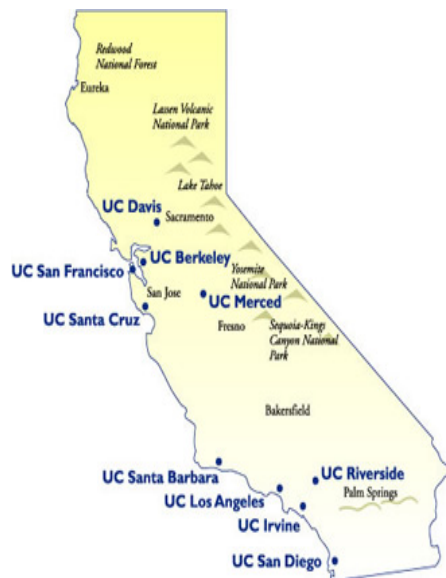 Redwood
National Forest
Eureka
Lassen Volcanic
National Park
Lake Tahoe
UC Davis
Sacramento
UC Berkeley
UC San Francisco
Yosemite
National Park
San Jose
UC Merced
UC Santa Cruz
Fresno
Sequoia-Kings
Canyon National
Park
Bakersfield
UC Santa Barbara
UC Riverside
UC Los Angeles
Palm Springs
UC Irvine
UC San Diego